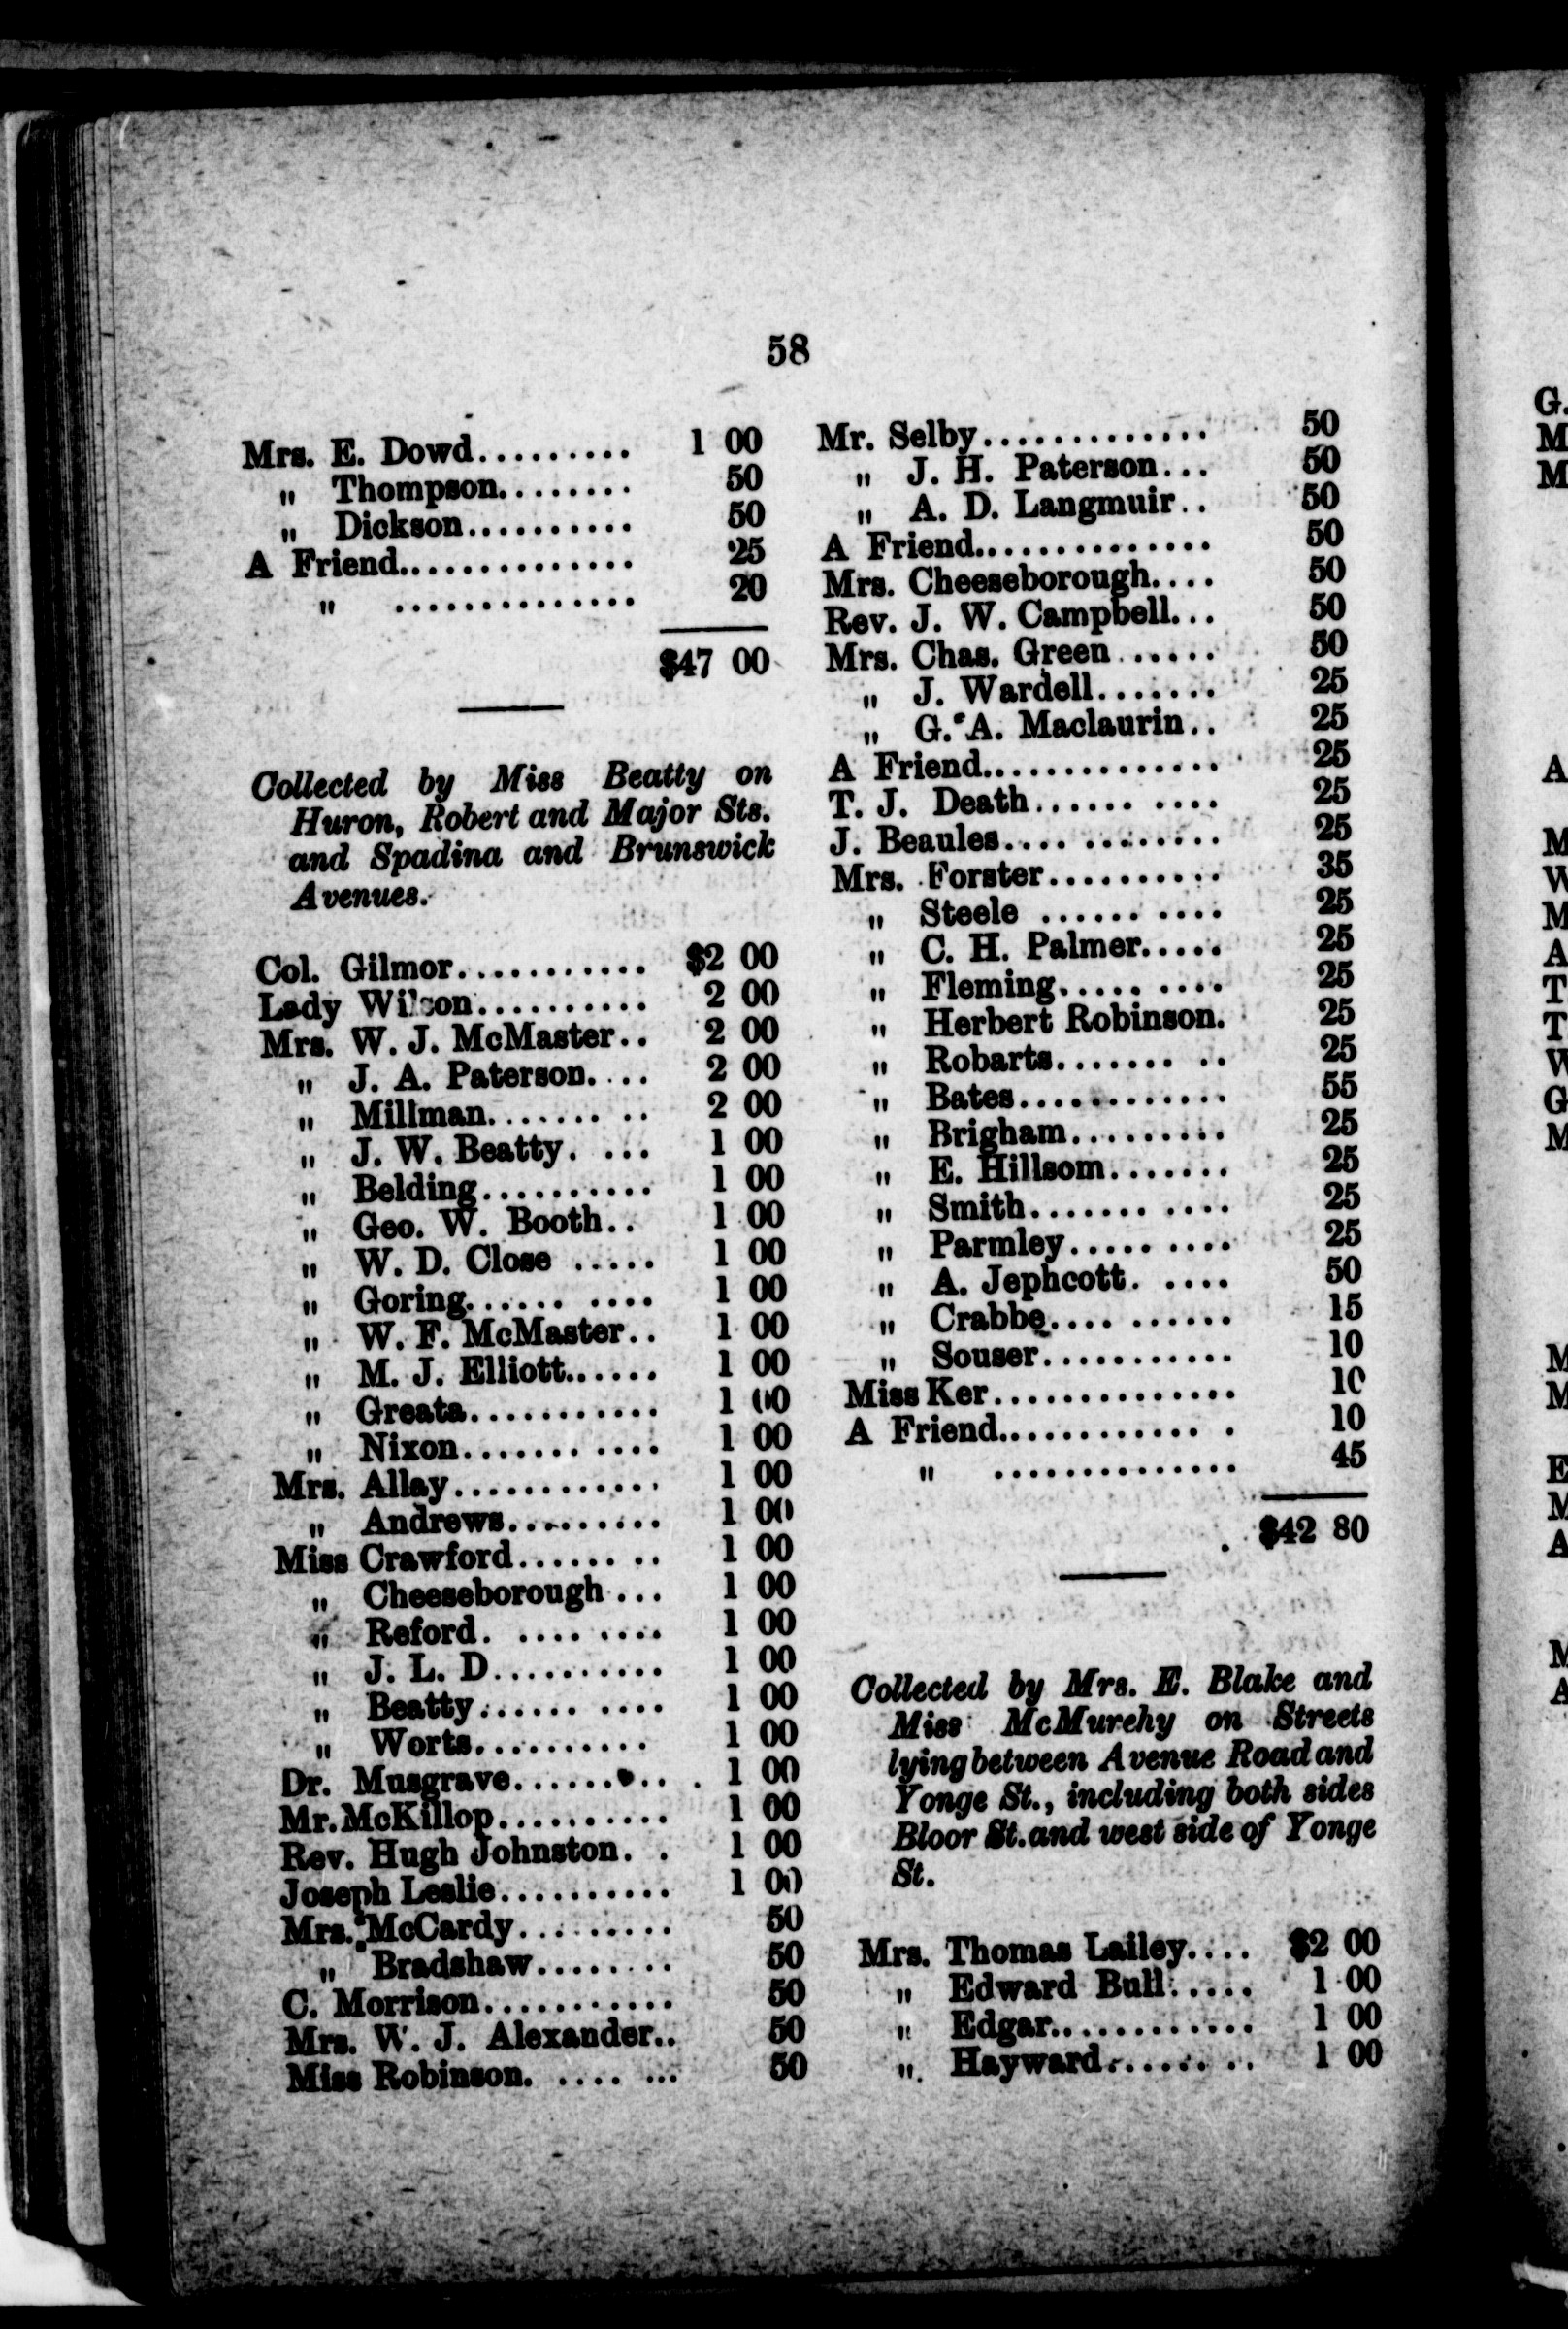 58
Mrs. E. Dowd......... 1 00
" Thompson........ 50
" Dickson.......... 50
A Friend.............. 25
" .............. 20
$47 00
Collected by Miss Beatty on
Huron, Robert and Major Sts.
and Spadina and Brunswick
Avenues.
Col. Gilmor........... $2 00
Lady Wilson.......... 2 00
Mrs. W. J. McMaster.. 2 00
" J. A. Paterson.... 2 00
" Millman......... 2 00
" J. W. Beatty. ... 1 00
" Belding.......... 1 00
" Geo. W. Booth.. 1 00
" W. D. Close ..... 1 00
" Goring.......... 1 00
" W. F. McMaster.. 1 00
" M. J. Elliott...... 1 00
" Greata........... 1 00
" Nixon........... 1 00
Mrs. Allay............ 1 00
" Andrews......... 1 00
Miss Crawford........ 1 00
" Cheeseborough... 1 00
" Reford. ........ 1 00
" J. L. D.......... 1 00
" Beatty.......... 1 00
" Worts.......... 1 00
Dr. Musgrave......... 1 00
Mr. McKillop.......... 1 00
Rev. Hugh Johnston. . 1 00
Joseph Leslie.......... 1 00
Mrs. McCardy......... 50
" Bradshaw........ 50
C. Morrison........... 50
Mrs. W. J. Alexander.. 50
Miss Robinson. ....... 50
Mr. Selby............. 50
" J. H. Paterson... 50
" A. D. Langmuir.. 50
A Friend.............. 50
Mrs. Cheeseborough.... 50
Rev. J. W. Campbell... 50
Mrs. Chas. Green...... 50
" J. Wardell....... 25
" G. A. Maclaurin.. 25
A Friend.............. 25
T. J. Death.......... 25
J. Beaules............ 25
Mrs. Forster.......... 35
" Steele .......... 25
" C. H. Palmer..... 25
" Fleming......... 25
" Herbert Robinson. 25
" Robarts......... 25
" Bates............ 55
" Brigham......... 25
" E. Hillsom....... 25
" Smith........... 25
" Parmley......... 25
" A. Jephcott. .... 50
" Crabbe.......... 15
" Souser........... 10
Miss Ker.............. 10
A Friend............. 10
" .............. 45
$42 80
Collected by Mrs. E. Blake and
Miss McMurchy on Streets
lying between Avenue Road and
Yonge St., including both sides
Bloor St. and west side of Yonge
St.
Mrs. Thomas Lailey.... $2 00
" Edward Bull..... 1 00
" Edgar............ 1 00
" Hayward........ 1 00